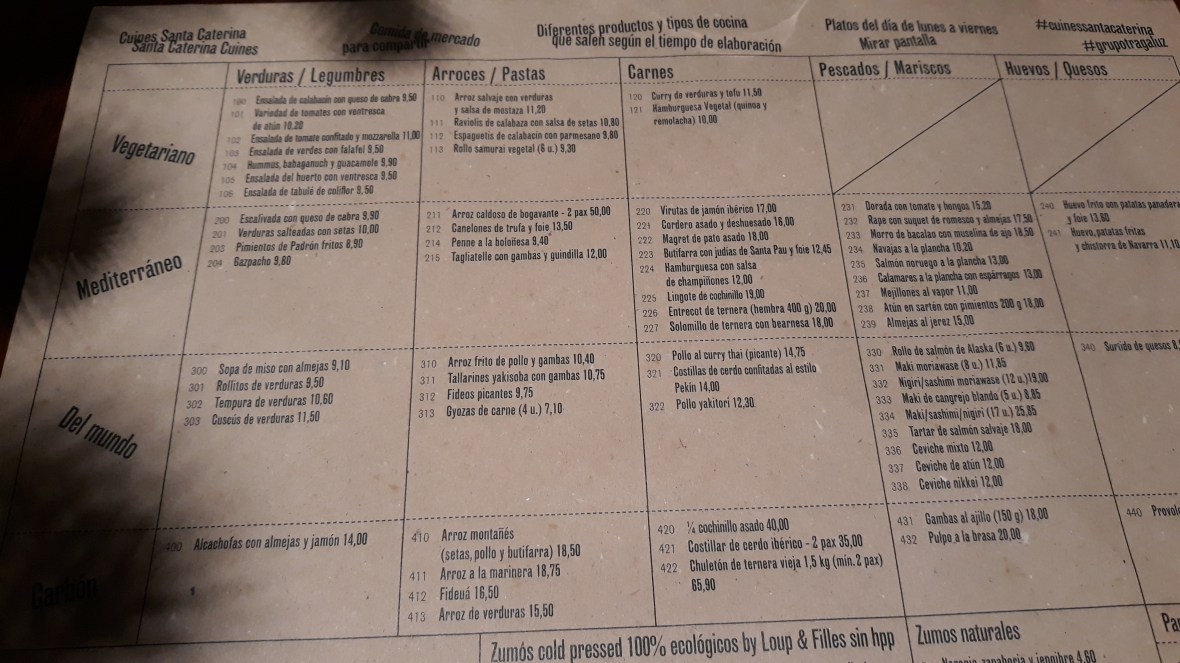 Cuines Santa Caterina
Santa Caterina Cuines
Comida de mercado
para compartir
Diferentes productos y tipos de cocina
que salen según el tiempo de elaboración
Platos del día de lunes a viernes
Mirar pantalla
#cuinessantacaterina
#grupotragaluz
Verduras / Legumbres
Arroces / Pastas
Carnes
Pescados / Mariscos
Huevos / Quesos
Vegetariano
100 Ensalada de calabacín con queso de cabra 9,50
101 Variedad de tomates con ventresca
de atún 10,20
102 Ensalada de tomate confitado y mozzarella 11,00
103 Ensalada de verdes con falafel 9,50
104 Hummus, babaganuch y guacamole 9,90
105 Ensalada del huerto con ventresca 9,50
106 Ensalada de tabulé de coliflor 9,50
110 Arroz salvaje con verduras
y salsa de mostaza 11,20
111 Raviolis de calabaza con salsa de setas 10,80
112 Espaguetis de calabacín con parmesano 9,80
113 Rollo samurai vegetal (6 u.) 9,30
120 Curry de verduras y tofu 11,50
121 Hamburguesa Vegetal (quinoa y
remolacha) 10,00
Mediterráneo
200 Escalivada con queso de cabra 9,90
201 Verduras salteadas con setas 10,00
203 Pimientos de Padrón fritos 8,90
204 Gazpacho 9,80
211 Arroz caldoso de bogavante - 2 pax 50,00
212 Canelones de trufa y foie 13,50
214 Penne a la boloñesa 9,40
215 Tagliatelle con gambas y guindilla 12,00
220 Virutas de jamón ibérico 17,00
221 Cordero asado y deshuesado 16,00
222 Magret de pato asado 18,00
223 Butifarra con judías de Santa Pau y foie 12,45
224 Hamburguesa con salsa
de champiñones 12,00
225 Lingote de cochinillo 19,00
226 Entrecot de ternera (hembra 400 g) 20,00
227 Solomillo de ternera con bearnesa 18,00
231 Dorada con tomate y hongos 15,20
232 Rape con suquet de romesco y almejas 17,50
233 Morro de bacalao con muselina de ajo 18,50
234 Navajas a la plancha 10,20
235 Salmón noruego a la plancha 13,00
236 Calamares a la plancha con espárragos 13,00
237 Mejillones al vapor 11,00
238 Atún en sartén con pimientos 200 g 18,00
239 Almejas al jerez 15,00
240 Huevo frito con patatas panadera
y foie 13,60
241 Huevo, patatas fritas
y chistorra de Navarra 11,10
Del mundo
300 Sopa de miso con almejas 9,10
301 Rollitos de verduras 9,50
302 Tempura de verduras 10,60
303 Cuscús de verduras 11,50
310 Arroz frito de pollo y gambas 10,40
311 Tallarines yakisoba con gambas 10,75
312 Fideos picantes 9,75
313 Gyozas de carne (4 u.) 7,10
320 Pollo al curry thai (picante) 14,75
321 Costillas de cerdo confitadas al estilo
Pekin 14,00
322 Pollo yakitori 12,30
330 Rollo de salmón de Alaska (6 u.) 9,60
331 Maki moriawase (8 u.) 11,85
332 Nigiri/sashimi moriawase (12 u.)19,00
333 Maki de cangrejo blando (5 u.) 8,85
334 Maki/sashimi/nigiri (17 u.) 25,85
335 Tartar de salmón salvaje 18,00
336 Ceviche mixto 12,00
337 Ceviche de atún 12,00
338 Ceviche nikkei 12,00
340 Surtido de quesos 8,
Carbón
400 Alcachofas con almejas y jamón 14,00
410 Arroz montañés
(setas, pollo y butifarra) 18,50
411 Arroz a la marinera 18,75
412 Fideuá 16,50
413 Arroz de verduras 15,50
420 ¼ cochinillo asado 40,00
421 Costillar de cerdo ibérico - 2 pax 35,00
422 Chuletón de ternera vieja 1,5 kg (mín. 2 pax)
65,90
431 Gambas al ajillo (150 g) 18,00
432 Pulpo a la brasa 20,00
440 Provol
Zumós cold pressed 100% ecológicos by Loup & Filles sin hpp
Zumos naturales
Naranja, zanahoria y jengibre 4,60
Pa